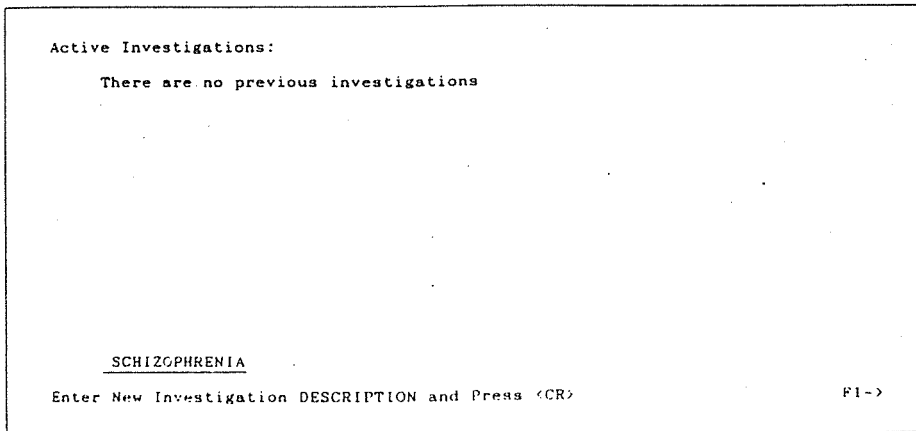 Active Investigations:
There are no previous investigations
SCHIZOPHRENIA
Enter New Investigation DESCRIPTION and Press <CR>
F1->